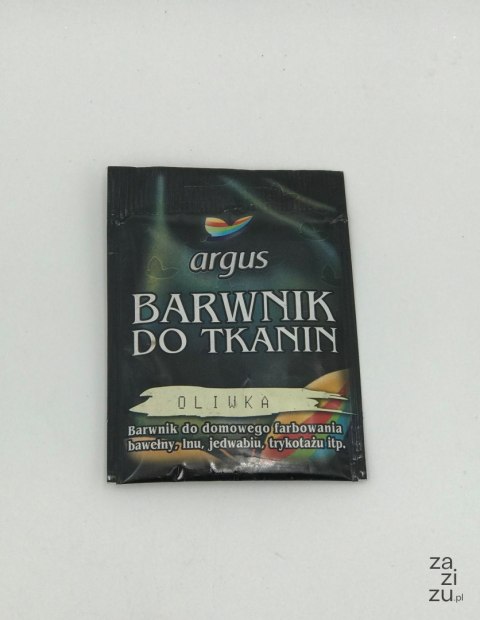 argus
BARWNIK
DO TKANIN
OLIWKA
Barwnik do domowego farbowania
bawełny, lnu, jedwabiu, trykotażu itp.
za
zi
zu.pl